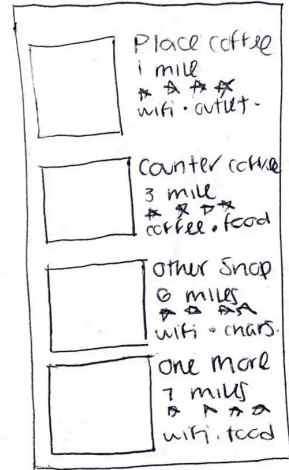 Place coffee
1 mile
☆ ☆ ☆ ☆
wifi · outlet ·
Counter coffee
3 mile
☆ ☆ ☆ ☆
coffee · food
other Shop
6 miles
☆ ☆ ☆ ☆
wifi · chars.
one more
7 miles
☆ ☆ ☆ ☆
wifi · food